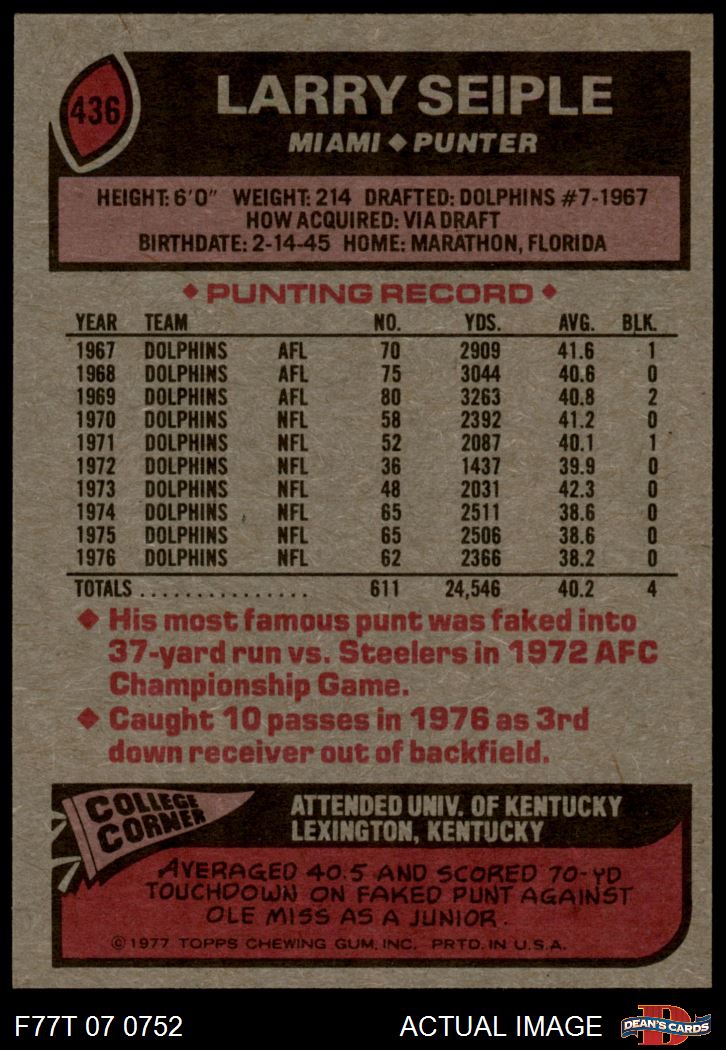 436
LARRY SEIPLE
MIAMI ◆ PUNTER
HEIGHT: 6'0" WEIGHT: 214 DRAFTED: DOLPHINS #7-1967
HOW ACQUIRED: VIA DRAFT
BIRTHDATE: 2-14-45 HOME: MARATHON, FLORIDA
◆ PUNTING RECORD ◆
YEAR TEAM NO. YDS. AVG. BLK.
1967 DOLPHINS AFL 70 2909 41.6 1
1968 DOLPHINS AFL 75 3044 40.6 0
1969 DOLPHINS AFL 80 3263 40.8 2
1970 DOLPHINS NFL 58 2392 41.2 0
1971 DOLPHINS NFL 52 2087 40.1 1
1972 DOLPHINS NFL 36 1437 39.9 0
1973 DOLPHINS NFL 48 2031 42.3 0
1974 DOLPHINS NFL 65 2511 38.6 0
1975 DOLPHINS NFL 65 2506 38.6 0
1976 DOLPHINS NFL 62 2366 38.2 0
TOTALS ............... 611 24,546 40.2 4
◆ His most famous punt was faked into
37-yard run vs. Steelers in 1972 AFC
Championship Game.
◆ Caught 10 passes in 1976 as 3rd
down receiver out of backfield.
COLLEGE
CORNER
ATTENDED UNIV. OF KENTUCKY
LEXINGTON, KENTUCKY
AVERAGED 40.5 AND SCORED 70-YD
TOUCHDOWN ON FAKED PUNT AGAINST
OLE MISS AS A JUNIOR.
©1977 TOPPS CHEWING GUM, INC. PRTD. IN U.S.A.
F77T 07 0752 ACTUAL IMAGE
D
DEAN'S CARDS